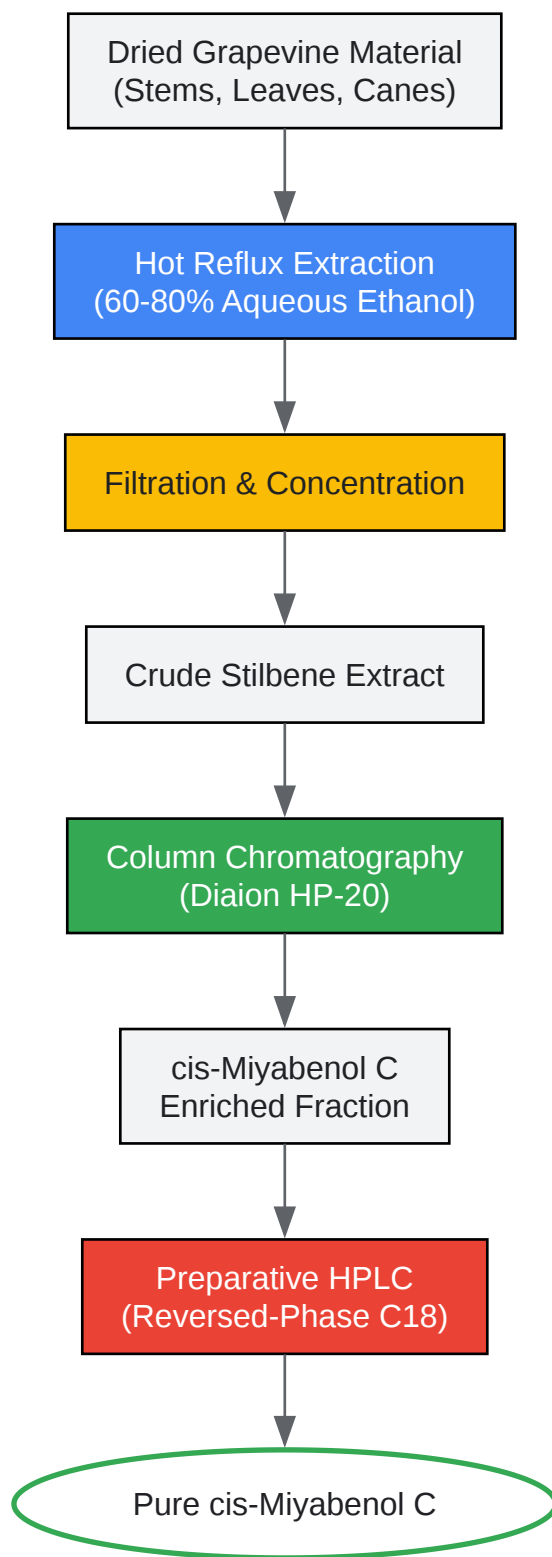 Dried Grapevine Material
(Stems, Leaves, Canes)
Hot Reflux Extraction
(60-80% Aqueous Ethanol)
Filtration & Concentration
Crude Stilbene Extract
Column Chromatography
(Diaion HP-20)
cis-Miyabenol C
Enriched Fraction
Preparative HPLC
(Reversed-Phase C18)
Pure cis-Miyabenol C